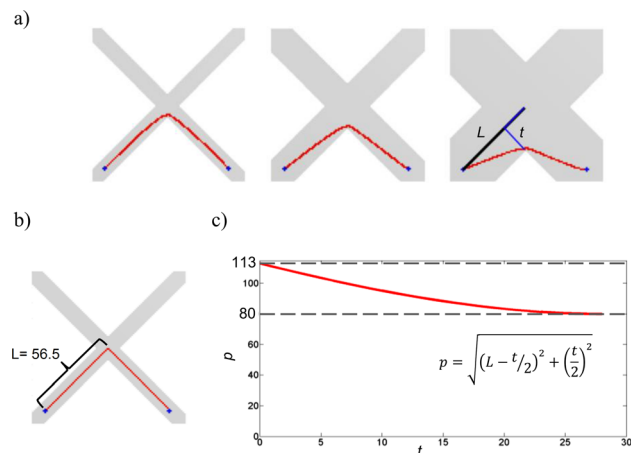 a)
L
t
b)
L= 56.5
c)
113
100
80
60
40
20
0
p
p = √((L − t/2)² + (t/2)²)
0 5 10 15 20 25 30
t